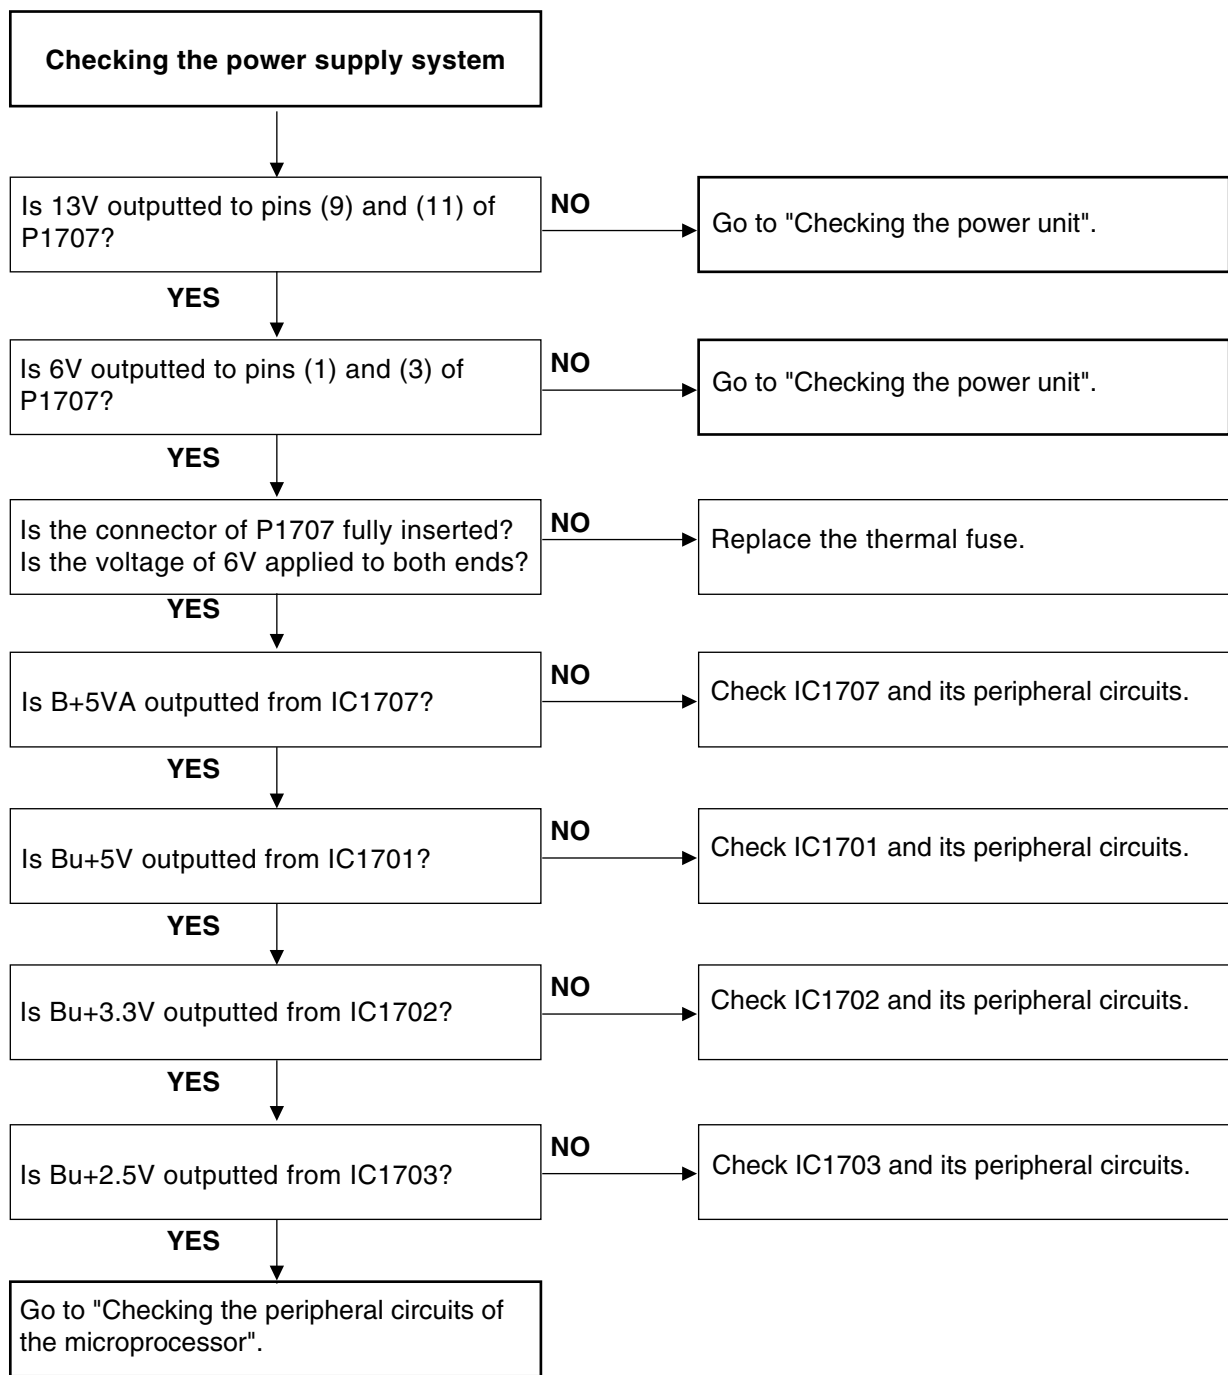 Checking the power supply system
Is 13V outputted to pins (9) and (11) of
P1707?
NO
Go to "Checking the power unit".
YES
Is 6V outputted to pins (1) and (3) of
P1707?
NO
Go to "Checking the power unit".
YES
Is the connector of P1707 fully inserted?
Is the voltage of 6V applied to both ends?
NO
Replace the thermal fuse.
YES
Is B+5VA outputted from IC1707?
NO
Check IC1707 and its peripheral circuits.
YES
Is Bu+5V outputted from IC1701?
NO
Check IC1701 and its peripheral circuits.
YES
Is Bu+3.3V outputted from IC1702?
NO
Check IC1702 and its peripheral circuits.
YES
Is Bu+2.5V outputted from IC1703?
NO
Check IC1703 and its peripheral circuits.
YES
Go to "Checking the peripheral circuits of
the microprocessor".